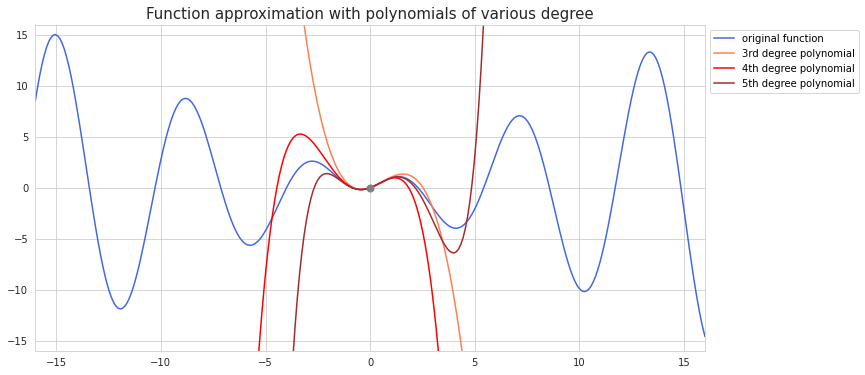 Function approximation with polynomials of various degree
original function
3rd degree polynomial
4th degree polynomial
5th degree polynomial
15
10
5
0
−5
−10
−15
−15
−10
−5
0
5
10
15